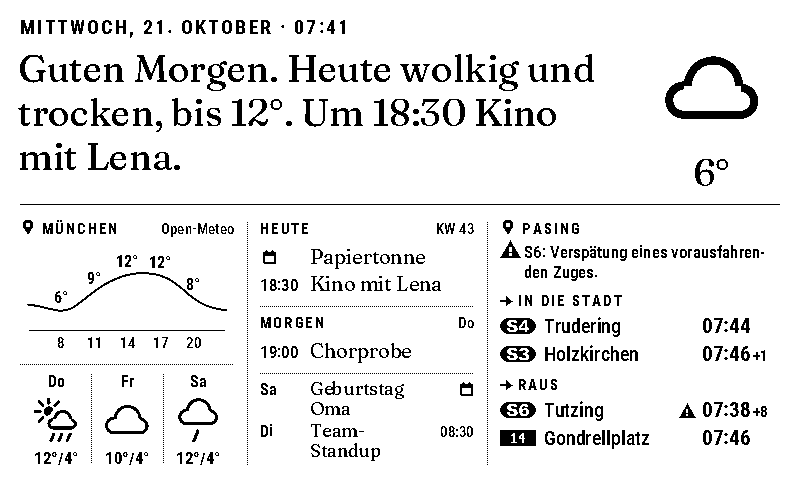 MITTWOCH, 21. OKTOBER · 07:41
Guten Morgen. Heute wolkig und
trocken, bis 12°. Um 18:30 Kino
mit Lena.
6°
MÜNCHEN Open-Meteo
12° 12°
9° 8°
6°
8 11 14 17 20
Do Fr Sa
12°/4° 10°/4° 12°/4°
HEUTE KW 43
Papiertonne
18:30 Kino mit Lena
MORGEN Do
19:00 Chorprobe
Sa Geburtstag
Oma
Di Team- 08:30
Standup
PASING
S6: Verspätung eines vorausfahren-
den Zuges.
IN DIE STADT
S4 Trudering 07:44
S3 Holzkirchen 07:46 +1
RAUS
S6 Tutzing 07:38 +8
14 Gondrellplatz 07:46